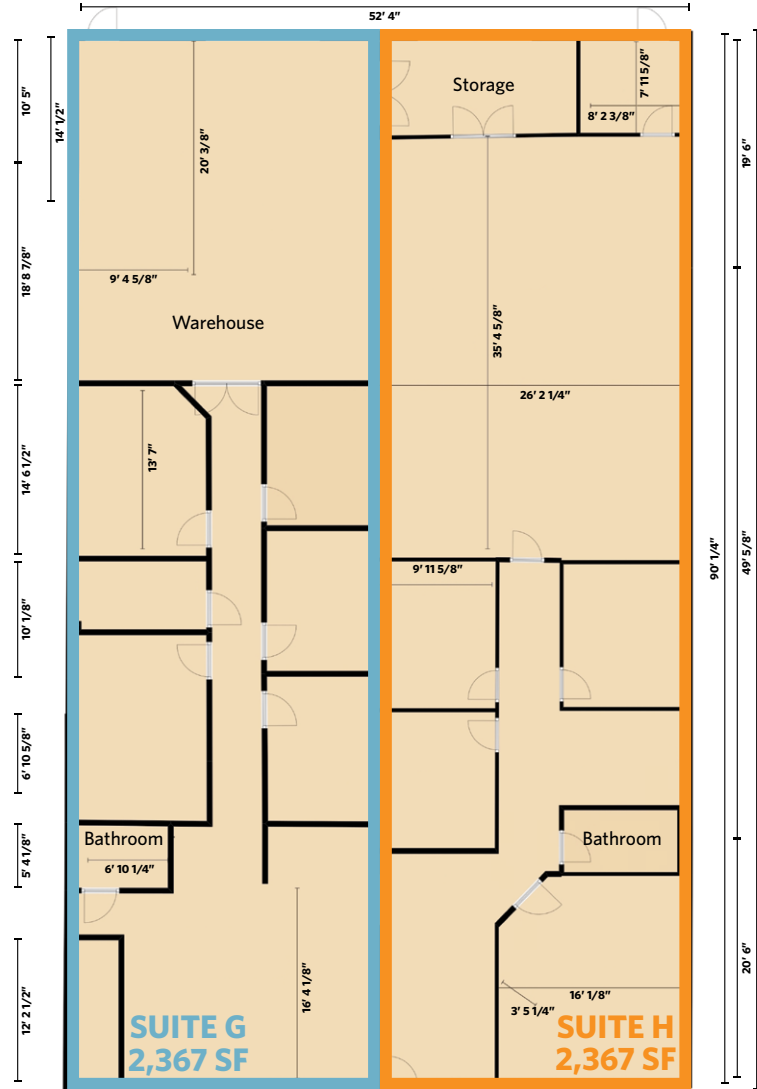 52' 4"
10' 5"
14' 1/2"
20' 3/8"
Storage
7' 11 5/8"
8' 2 3/8"
19' 6"
18' 8 7/8"
9' 4 5/8"
Warehouse
35' 4 5/8"
26' 2 1/4"
14' 6 1/2"
13' 7"
90' 1/4"
49' 5/8"
9' 11 5/8"
10' 1/8"
6' 10 5/8"
Bathroom
6' 10 1/4"
5' 4 1/8"
Bathroom
20' 6"
12' 2 1/2"
16' 4 1/8"
16' 1/8"
3' 5 1/4"
SUITE G
2,367 SF
SUITE H
2,367 SF